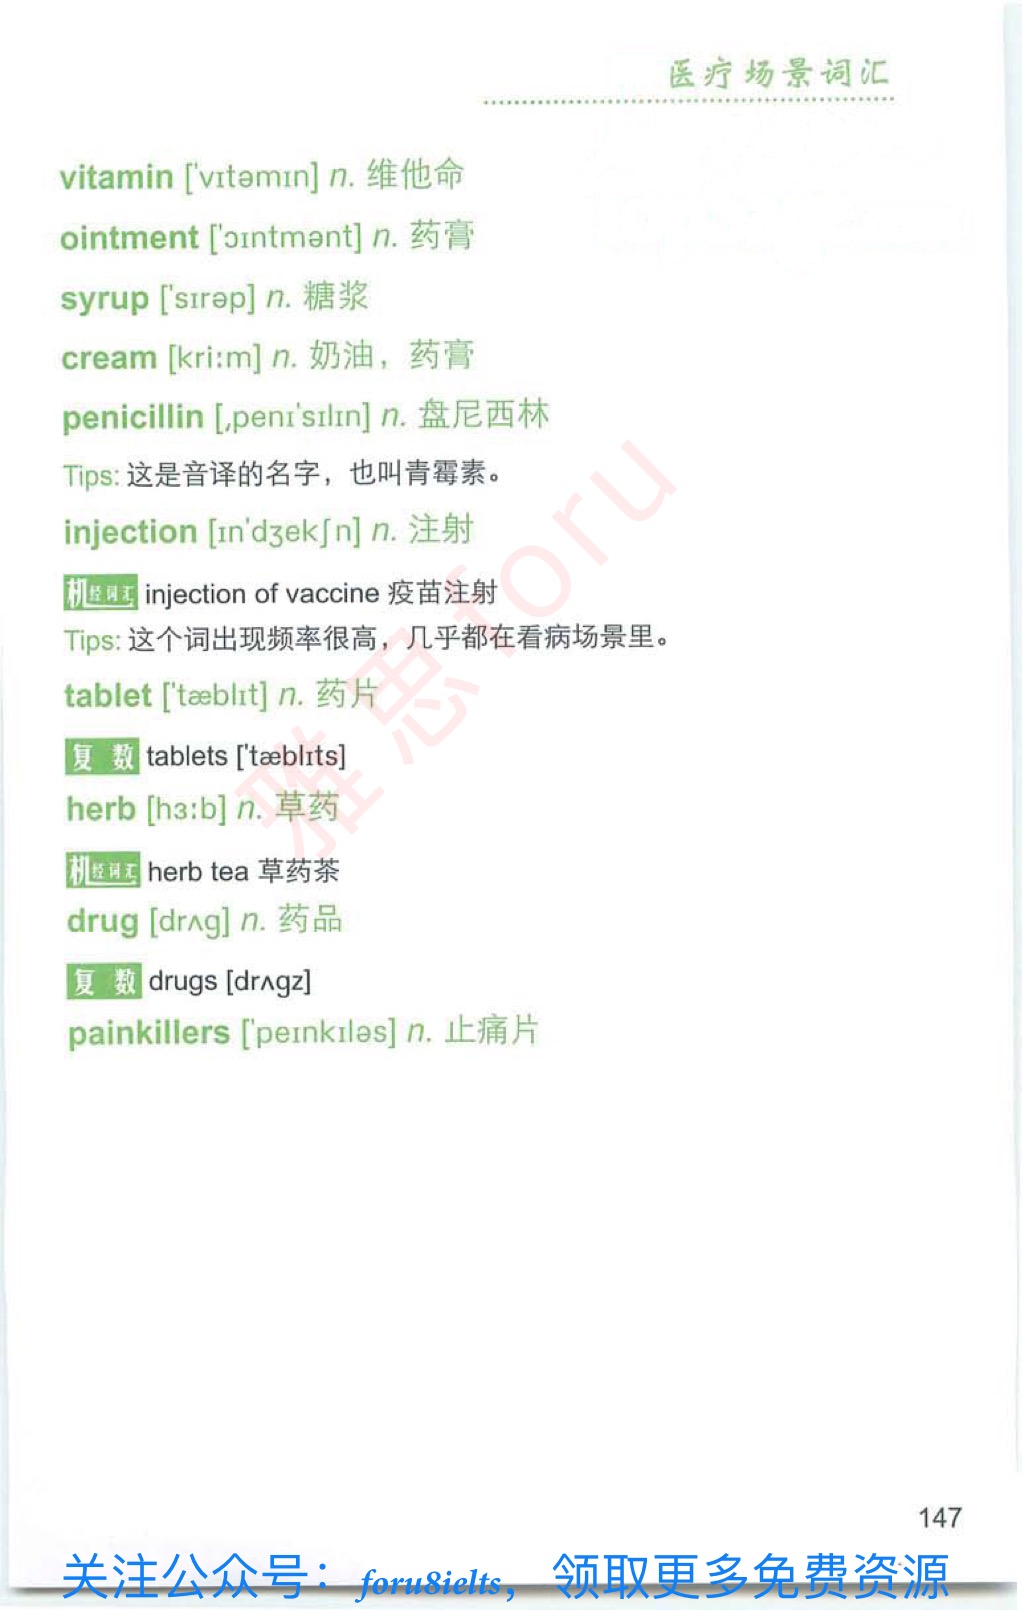 医疗场景词汇
vitamin ['vɪtəmɪn] n. 维他命
ointment ['ɔɪntmənt] n. 药膏
syrup ['sɪrəp] n. 糖浆
cream [kriːm] n. 奶油，药膏
penicillin [ˌpenɪ'sɪlɪn] n. 盘尼西林
Tips: 这是音译的名字，也叫青霉素。
injection [ɪn'dʒekʃn] n. 注射
机经词汇 injection of vaccine 疫苗注射
Tips: 这个词出现频率很高，几乎都在看病场景里。
tablet ['tæblɪt] n. 药片
复数 tablets ['tæblɪts]
herb [hɜːb] n. 草药
机经词汇 herb tea 草药茶
drug [drʌg] n. 药品
复数 drugs [drʌgz]
painkillers ['peɪnkɪləs] n. 止痛片
雅思foru
147
关注公众号：foru8ielts，领取更多免费资源